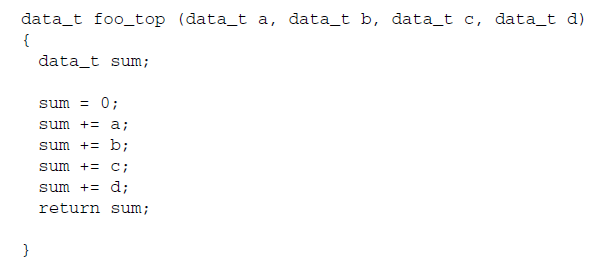 data_t foo_top (data_t a, data_t b, data_t c, data_t d)
{
  data_t sum;

  sum = 0;
  sum += a;
  sum += b;
  sum += c;
  sum += d;
  return sum;

}